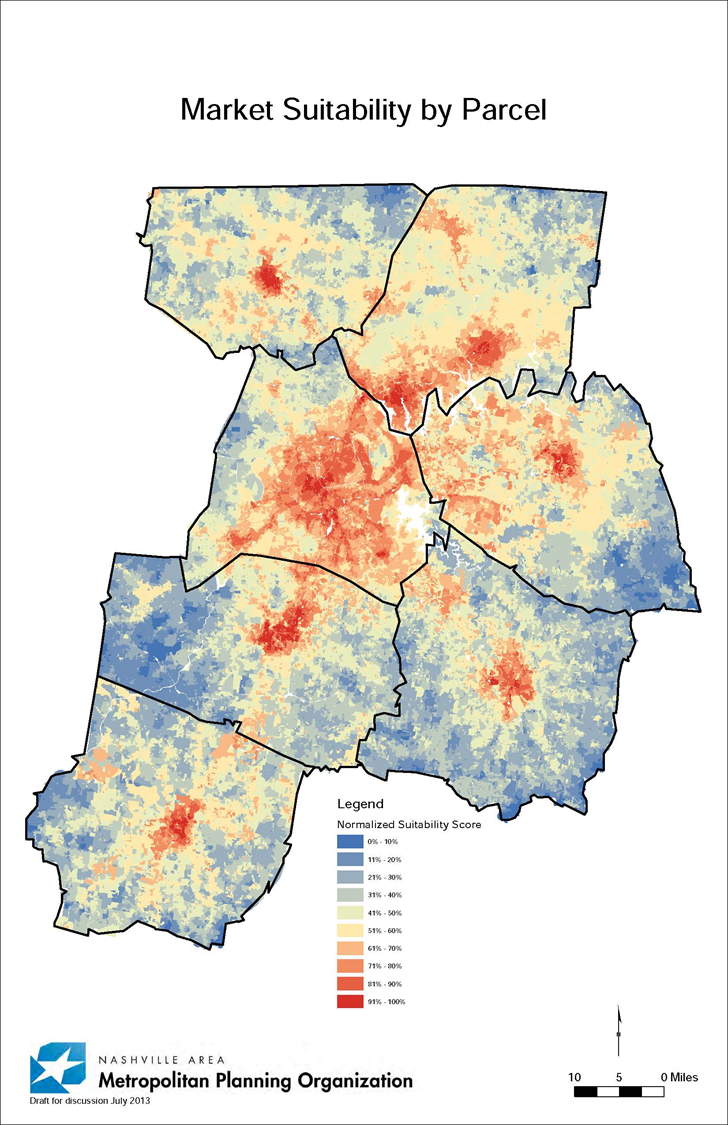 Market Suitability by Parcel
Legend
Normalized Suitability Score
0% - 10%
11% - 20%
21% - 30%
31% - 40%
41% - 50%
51% - 60%
61% - 70%
71% - 80%
81% - 90%
91% - 100%
NASHVILLE AREA
Metropolitan Planning Organization
Draft for discussion July 2013
10 5 0 Miles